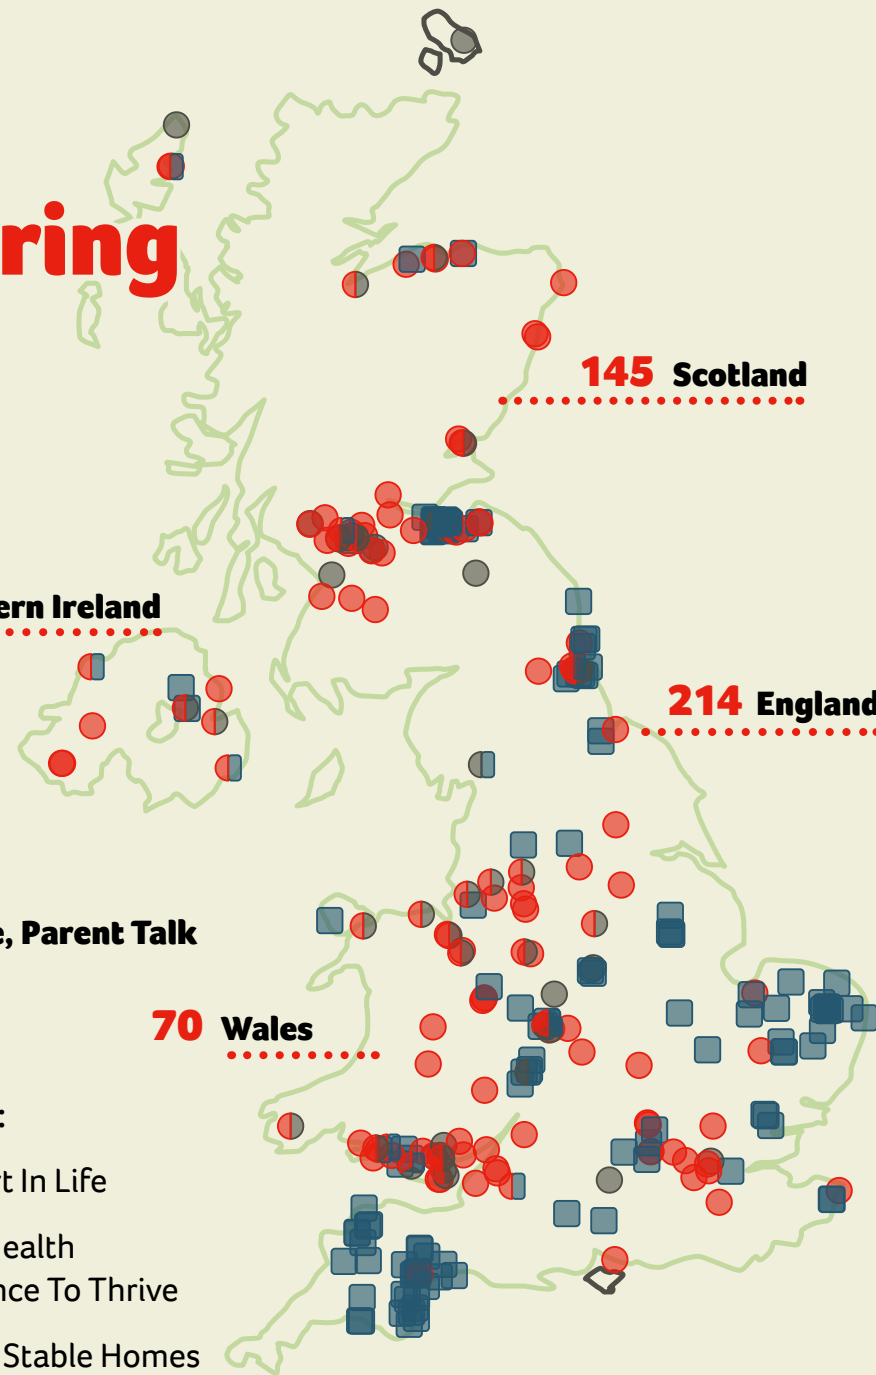 ring
145 Scotland
ern Ireland
214 England
e, Parent Talk
70 Wales
:
t In Life
ealth
nce To Thrive
Stable Homes